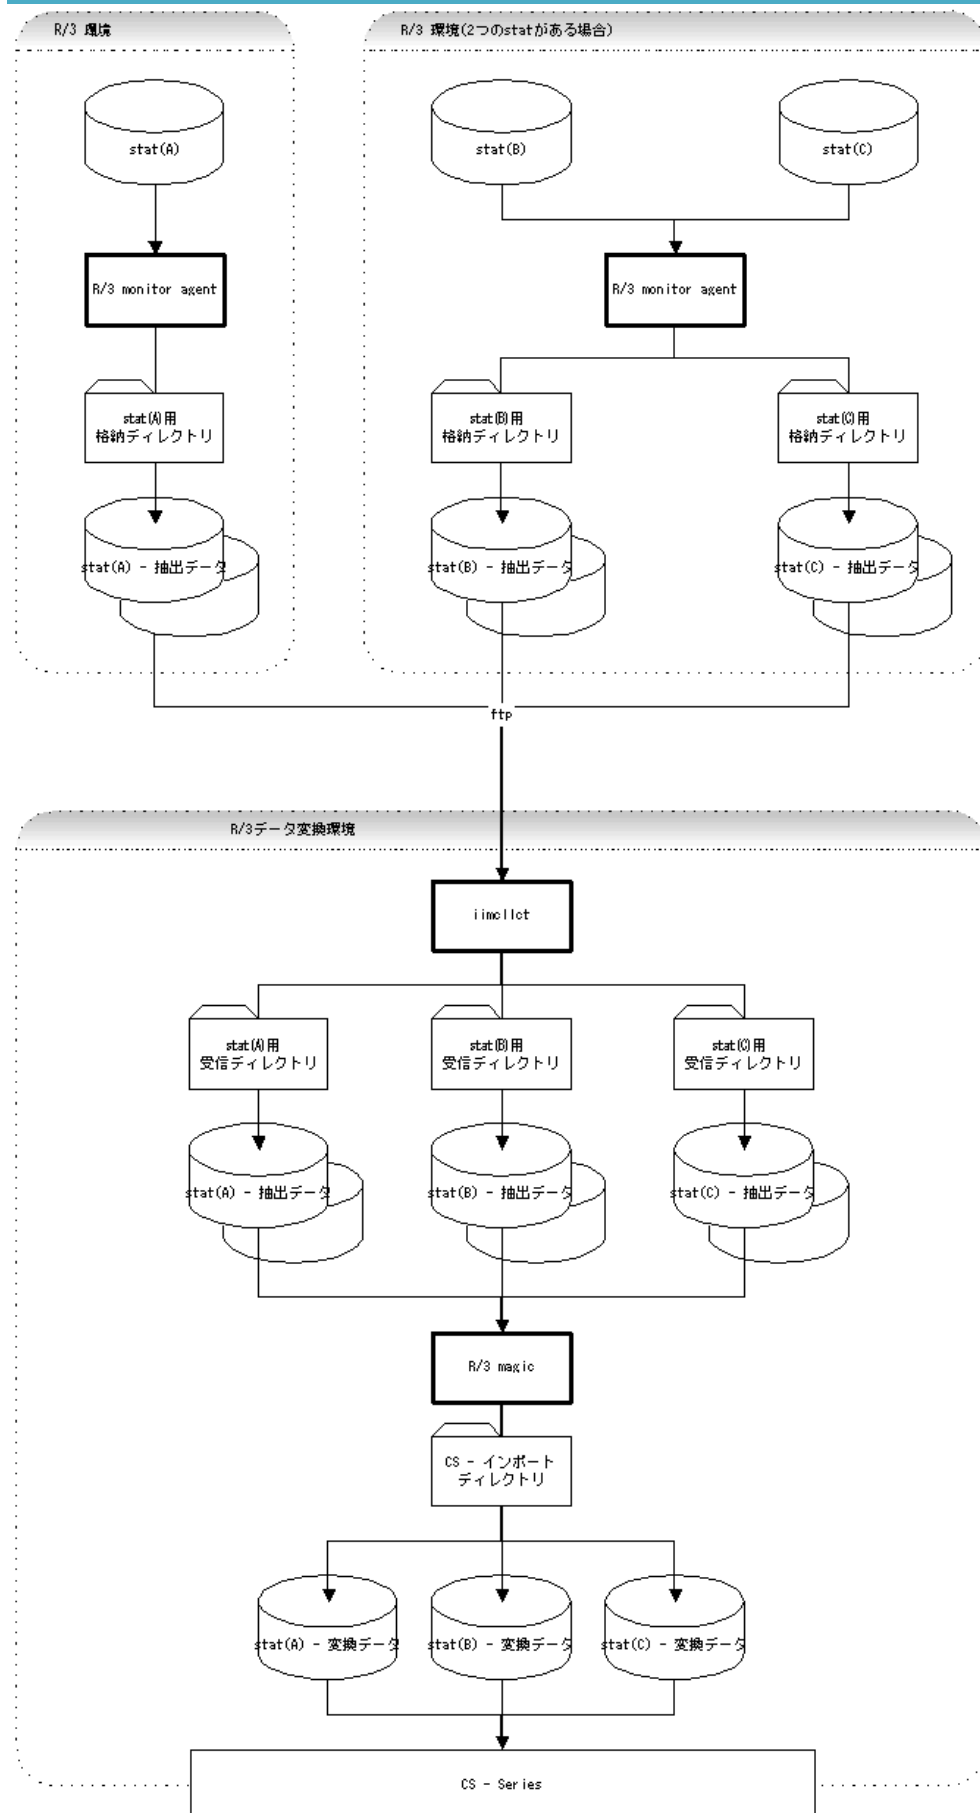 R/3 環境
R/3 環境(2つのstatがある場合)
stat(A)
stat(B)
stat(C)
R/3 monitor agent
R/3 monitor agent
stat(A)用
格納ディレクトリ
stat(B)用
格納ディレクトリ
stat(C)用
格納ディレクトリ
stat(A) - 抽出データ
stat(B) - 抽出データ
stat(C) - 抽出データ
ftp
R/3データ変換環境
iimcllct
stat(A)用
受信ディレクトリ
stat(B)用
受信ディレクトリ
stat(C)用
受信ディレクトリ
stat(A) - 抽出データ
stat(B) - 抽出データ
stat(C) - 抽出データ
R/3 magic
CS - インポート
ディレクトリ
stat(A) - 変換データ
stat(B) - 変換データ
stat(C) - 変換データ
CS - Series